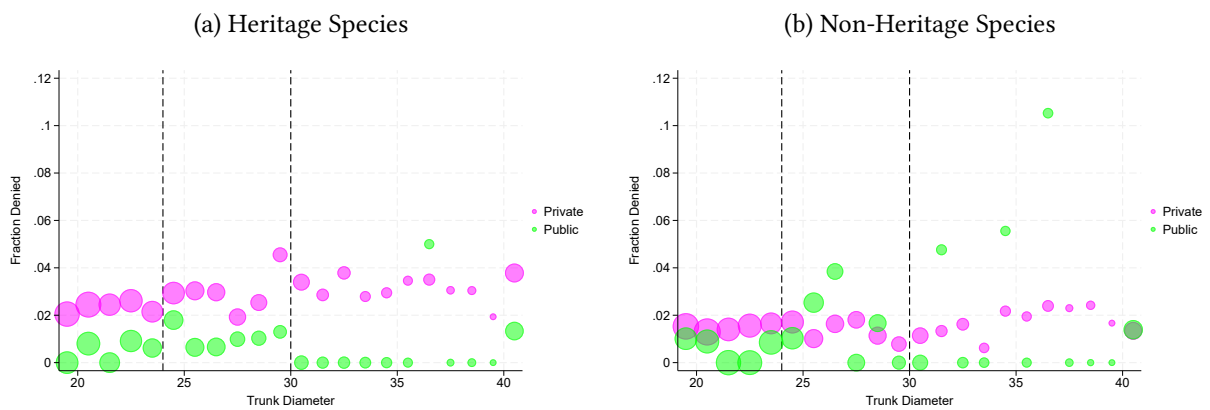 (a) Heritage Species
.12
.1
.08
.06
.04
.02
0
Fraction Denied
20 25 30 35 40
Trunk Diameter
Private
Public
(b) Non-Heritage Species
.12
.1
.08
.06
.04
.02
0
Fraction Denied
20 25 30 35 40
Trunk Diameter
Private
Public